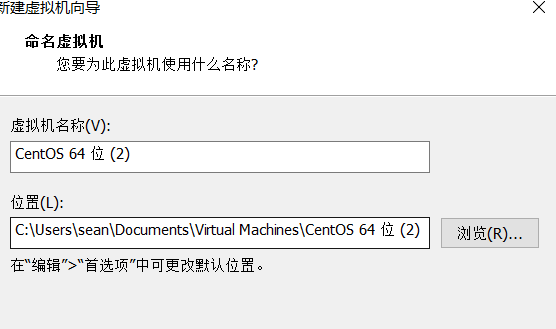 新建虚拟机向导
命名虚拟机
您要为此虚拟机使用什么名称?
虚拟机名称(V):
CentOS 64 位 (2)
位置(L):
C:\Users\sean\Documents\Virtual Machines\CentOS 64 位 (2)
浏览(R)...
在“编辑”>“首选项”中可更改默认位置。